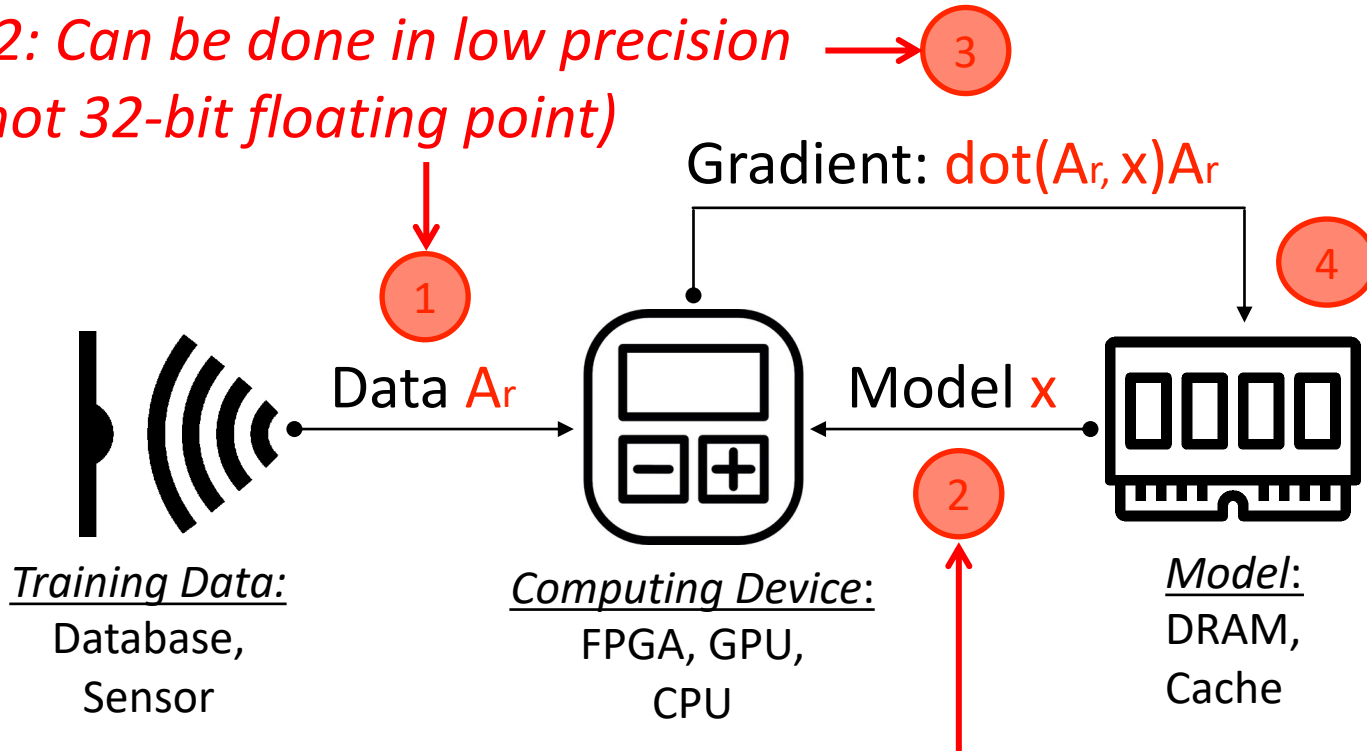 2: Can be done in low precision
not 32-bit floating point)
3
Gradient: dot(Ar, x)Ar
4
1
Data Ar
Model x
2
Training Data:
Database,
Sensor
Computing Device:
FPGA, GPU,
CPU
Model:
DRAM,
Cache